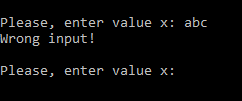 Please, enter value x: abc
Wrong input!
Please, enter value x: